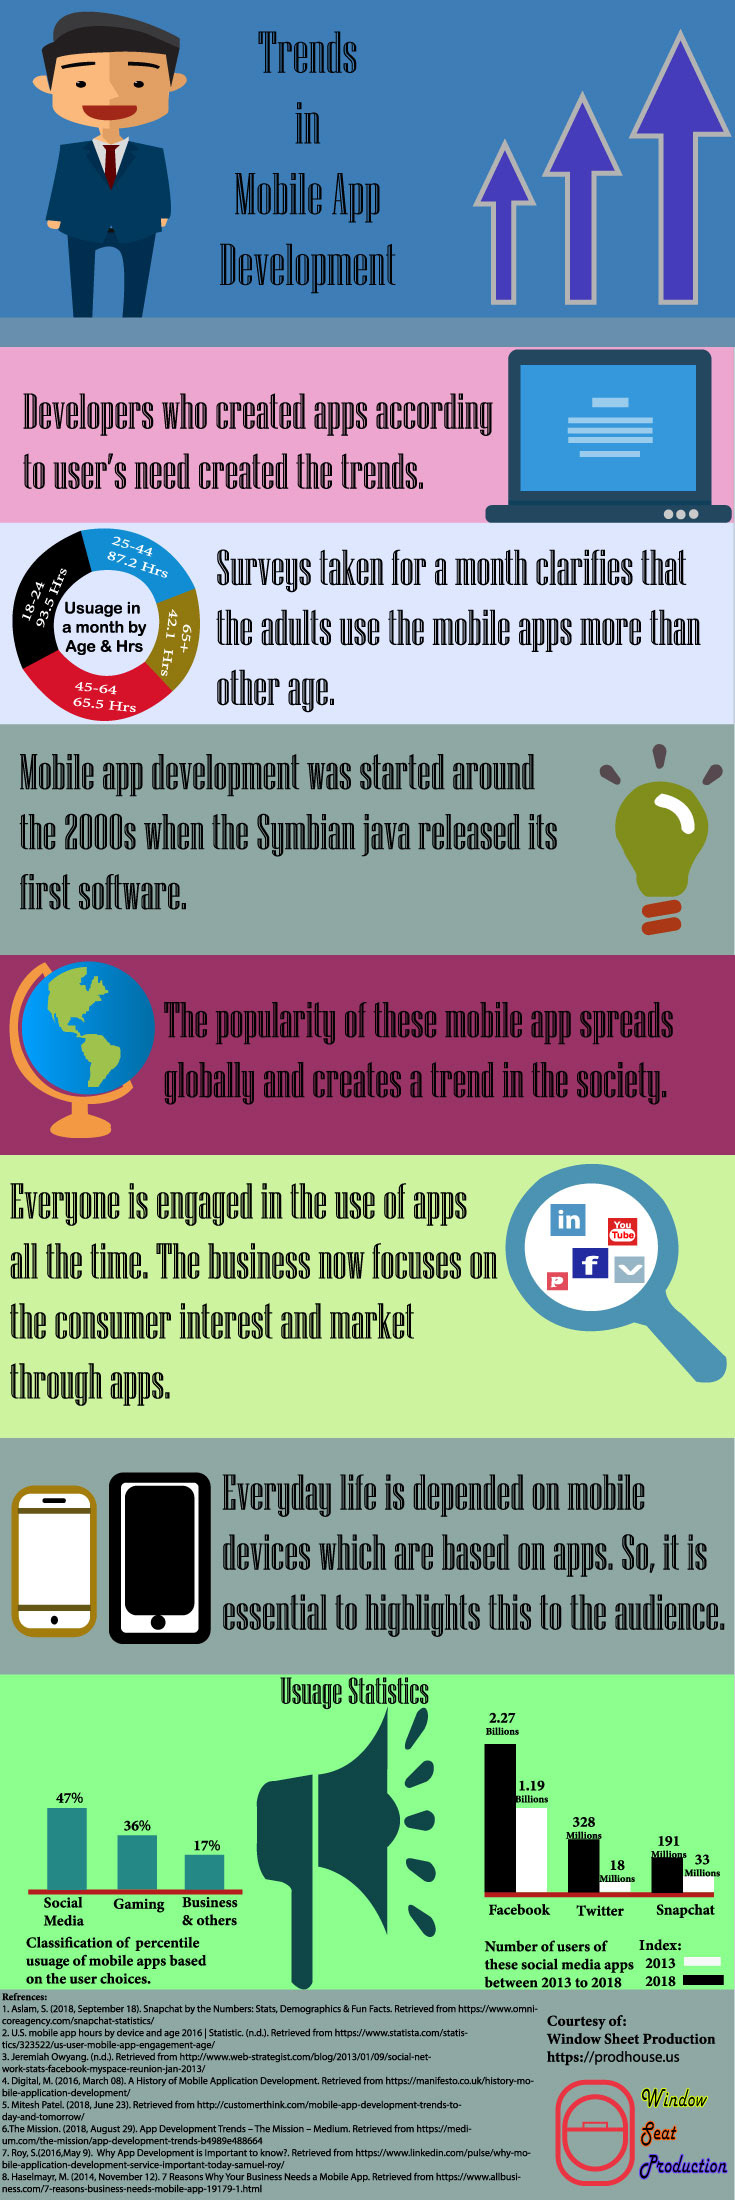 Trends
in
Mobile App
Development
Developers who created apps according
to user's need created the trends.
25-44
87.2 Hrs
18-24
93.5 Hrs
Usuage in
a month by
Age & Hrs
65+
42.1 Hrs
45-64
65.5 Hrs
Surveys taken for a month clarifies that
the adults use the mobile apps more than
other age.
Mobile app development was started around
the 2000s when the Symbian java released its
first software.
The popularity of these mobile app spreads
globally and creates a trend in the society.
Everyone is engaged in the use of apps
all the time. The business now focuses on
the consumer interest and market
through apps.
in
You
Tube
f
P
Everyday life is depended on mobile
devices which are based on apps. So, it is
essential to highlights this to the audience.
Usuage Statistics
47%
36%
17%
Social
Media
Gaming
Business
& others
Classification of percentile
usuage of mobile apps based
on the user choices.
2.27
Billions
1.19
Billions
328
Millions
18
Millions
191
Millions
33
Millions
Facebook
Twitter
Snapchat
Number of users of
these social media apps
between 2013 to 2018
Index:
2013
2018
Refrences:
1. Aslam, S. (2018, September 18). Snapchat by the Numbers: Stats, Demographics & Fun Facts. Retrieved from https://www.omni-
coreagency.com/snapchat-statistics/
2. U.S. mobile app hours by device and age 2016 | Statistic. (n.d.). Retrieved from https://www.statista.com/statis-
tics/323522/us-user-mobile-app-engagement-age/
3. Jeremiah Owyang. (n.d.). Retrieved from http://www.web-strategist.com/blog/2013/01/09/social-net-
work-stats-facebook-myspace-reunion-jan-2013/
4. Digital, M. (2016, March 08). A History of Mobile Application Development. Retrieved from https://manifesto.co.uk/history-mo-
bile-application-development/
5. Mitesh Patel. (2018, June 23). Retrieved from http://customerthink.com/mobile-app-development-trends-to-
day-and-tomorrow/
6.The Mission. (2018, August 29). App Development Trends – The Mission – Medium. Retrieved from https://medi-
um.com/the-mission/app-development-trends-b4989e488664
7. Roy, S.(2016,May 9). Why App Development is Important to know?. Retrieved from https://www.linkedin.com/pulse/why-mo-
bile-application-development-service-important-today-samuel-roy/
8. Haselmayr, M. (2014, November 12). 7 Reasons Why Your Business Needs a Mobile App. Retrieved from https://www.allbusi-
ness.com/7-reasons-business-needs-mobile-app-19179-1.html
Courtesy of:
Window Sheet Production
https://prodhouse.us
Window
Seat
Production